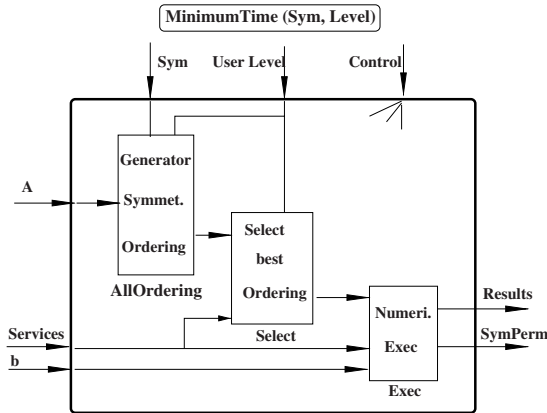 MinimumTime (Sym, Level)
Sym
User Level
Control
Generator
Symmet.
Ordering
A
AllOrdering
Select
best
Ordering
Select
Services
b
Numeri.
Exec
Exec
Results
SymPerm